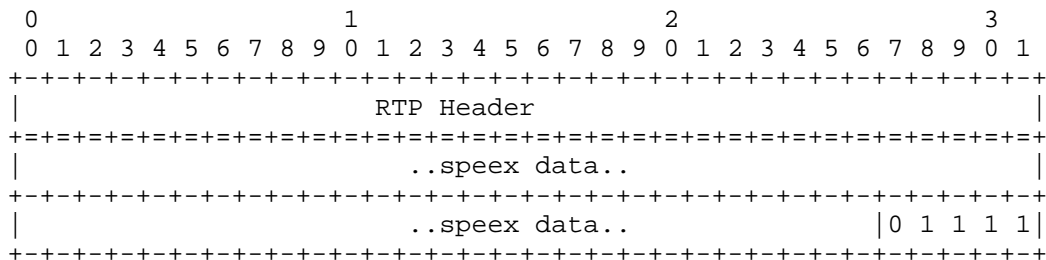 0                   1                   2                   3
 0 1 2 3 4 5 6 7 8 9 0 1 2 3 4 5 6 7 8 9 0 1 2 3 4 5 6 7 8 9 0 1
+-+-+-+-+-+-+-+-+-+-+-+-+-+-+-+-+-+-+-+-+-+-+-+-+-+-+-+-+-+-+-+-+
|                      RTP Header                               |
+=+=+=+=+=+=+=+=+=+=+=+=+=+=+=+=+=+=+=+=+=+=+=+=+=+=+=+=+=+=+=+=+
|                        ..speex data..                         |
+-+-+-+-+-+-+-+-+-+-+-+-+-+-+-+-+-+-+-+-+-+-+-+-+-+-+-+-+-+-+-+-+
|                        ..speex data..               |0 1 1 1 1|
+-+-+-+-+-+-+-+-+-+-+-+-+-+-+-+-+-+-+-+-+-+-+-+-+-+-+-+-+-+-+-+-+